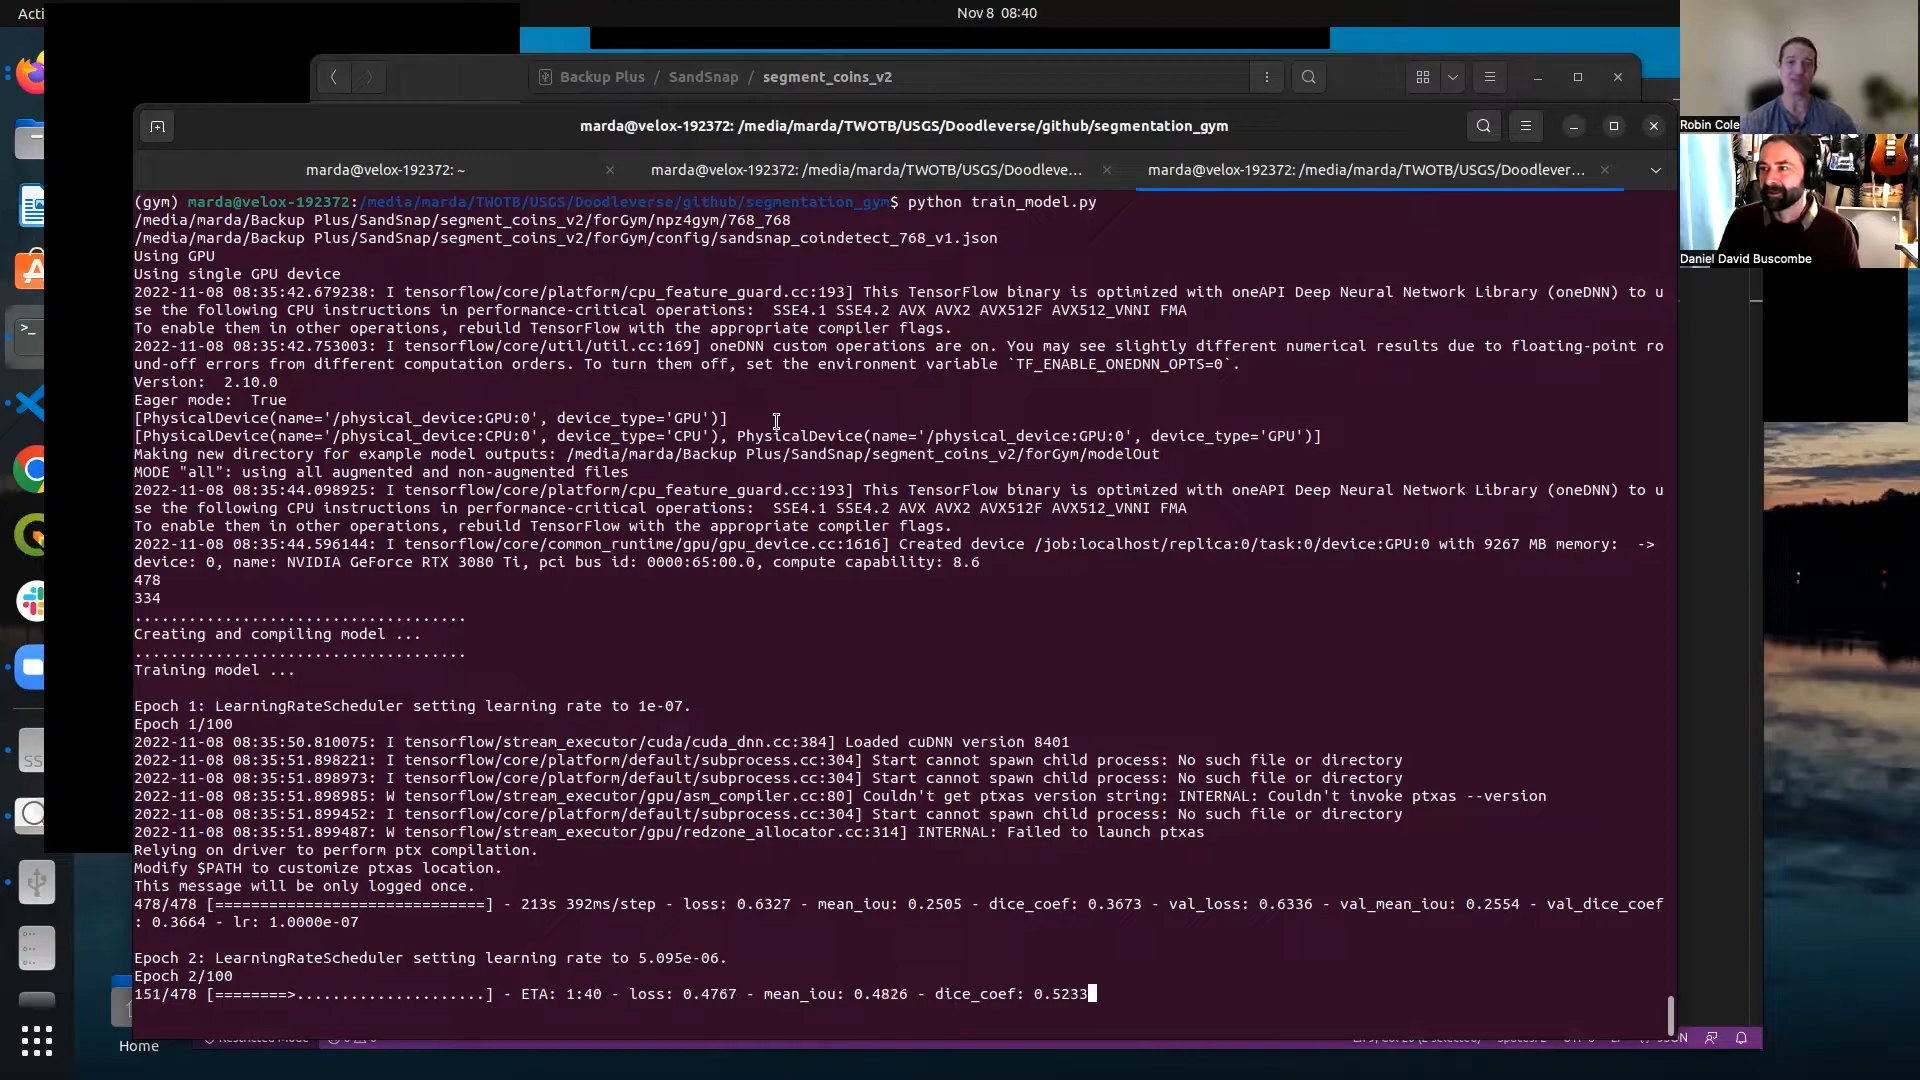 Acti
Nov 8 08:40
Backup Plus / SandSnap / segment_coins_v2
marda@velox-192372: /media/marda/TWOTB/USGS/Doodleverse/github/segmentation_gym
marda@velox-192372: ~
marda@velox-192372: /media/marda/TWOTB/USGS/Doodleve...
marda@velox-192372: /media/marda/TWOTB/USGS/Doodlever...
Robin Cole
Daniel David Buscombe
(gym) marda@velox-192372:/media/marda/TWOTB/USGS/Doodleverse/github/segmentation_gym$ python train_model.py
/media/marda/Backup Plus/SandSnap/segment_coins_v2/forGym/npz4gym/768_768
/media/marda/Backup Plus/SandSnap/segment_coins_v2/forGym/config/sandsnap_coindetect_768_v1.json
Using GPU
Using single GPU device
2022-11-08 08:35:42.679238: I tensorflow/core/platform/cpu_feature_guard.cc:193] This TensorFlow binary is optimized with oneAPI Deep Neural Network Library (oneDNN) to u
se the following CPU instructions in performance-critical operations:  SSE4.1 SSE4.2 AVX AVX2 AVX512F AVX512_VNNI FMA
To enable them in other operations, rebuild TensorFlow with the appropriate compiler flags.
2022-11-08 08:35:42.753003: I tensorflow/core/util/util.cc:169] oneDNN custom operations are on. You may see slightly different numerical results due to floating-point ro
und-off errors from different computation orders. To turn them off, set the environment variable `TF_ENABLE_ONEDNN_OPTS=0`.
Version:  2.10.0
Eager mode:  True
[PhysicalDevice(name='/physical_device:GPU:0', device_type='GPU')]
[PhysicalDevice(name='/physical_device:CPU:0', device_type='CPU'), PhysicalDevice(name='/physical_device:GPU:0', device_type='GPU')]
Making new directory for example model outputs: /media/marda/Backup Plus/SandSnap/segment_coins_v2/forGym/modelOut
MODE "all": using all augmented and non-augmented files
2022-11-08 08:35:44.098925: I tensorflow/core/platform/cpu_feature_guard.cc:193] This TensorFlow binary is optimized with oneAPI Deep Neural Network Library (oneDNN) to u
se the following CPU instructions in performance-critical operations:  SSE4.1 SSE4.2 AVX AVX2 AVX512F AVX512_VNNI FMA
To enable them in other operations, rebuild TensorFlow with the appropriate compiler flags.
2022-11-08 08:35:44.596144: I tensorflow/core/common_runtime/gpu/gpu_device.cc:1616] Created device /job:localhost/replica:0/task:0/device:GPU:0 with 9267 MB memory:  ->
device: 0, name: NVIDIA GeForce RTX 3080 Ti, pci bus id: 0000:65:00.0, compute capability: 8.6
478
334
.....................................
Creating and compiling model ...
.....................................
Training model ...
Epoch 1: LearningRateScheduler setting learning rate to 1e-07.
Epoch 1/100
2022-11-08 08:35:50.810075: I tensorflow/stream_executor/cuda/cuda_dnn.cc:384] Loaded cuDNN version 8401
2022-11-08 08:35:51.898221: I tensorflow/core/platform/default/subprocess.cc:304] Start cannot spawn child process: No such file or directory
2022-11-08 08:35:51.898973: I tensorflow/core/platform/default/subprocess.cc:304] Start cannot spawn child process: No such file or directory
2022-11-08 08:35:51.898985: W tensorflow/stream_executor/gpu/asm_compiler.cc:80] Couldn't get ptxas version string: INTERNAL: Couldn't invoke ptxas --version
2022-11-08 08:35:51.899452: I tensorflow/core/platform/default/subprocess.cc:304] Start cannot spawn child process: No such file or directory
2022-11-08 08:35:51.899487: W tensorflow/stream_executor/gpu/redzone_allocator.cc:314] INTERNAL: Failed to launch ptxas
Relying on driver to perform ptx compilation.
Modify $PATH to customize ptxas location.
This message will be only logged once.
478/478 [==============================] - 213s 392ms/step - loss: 0.6327 - mean_iou: 0.2505 - dice_coef: 0.3673 - val_loss: 0.6336 - val_mean_iou: 0.2554 - val_dice_coef
: 0.3664 - lr: 1.0000e-07
Epoch 2: LearningRateScheduler setting learning rate to 5.095e-06.
Epoch 2/100
151/478 [========>.....................] - ETA: 1:40 - loss: 0.4767 - mean_iou: 0.4826 - dice_coef: 0.5233
Home